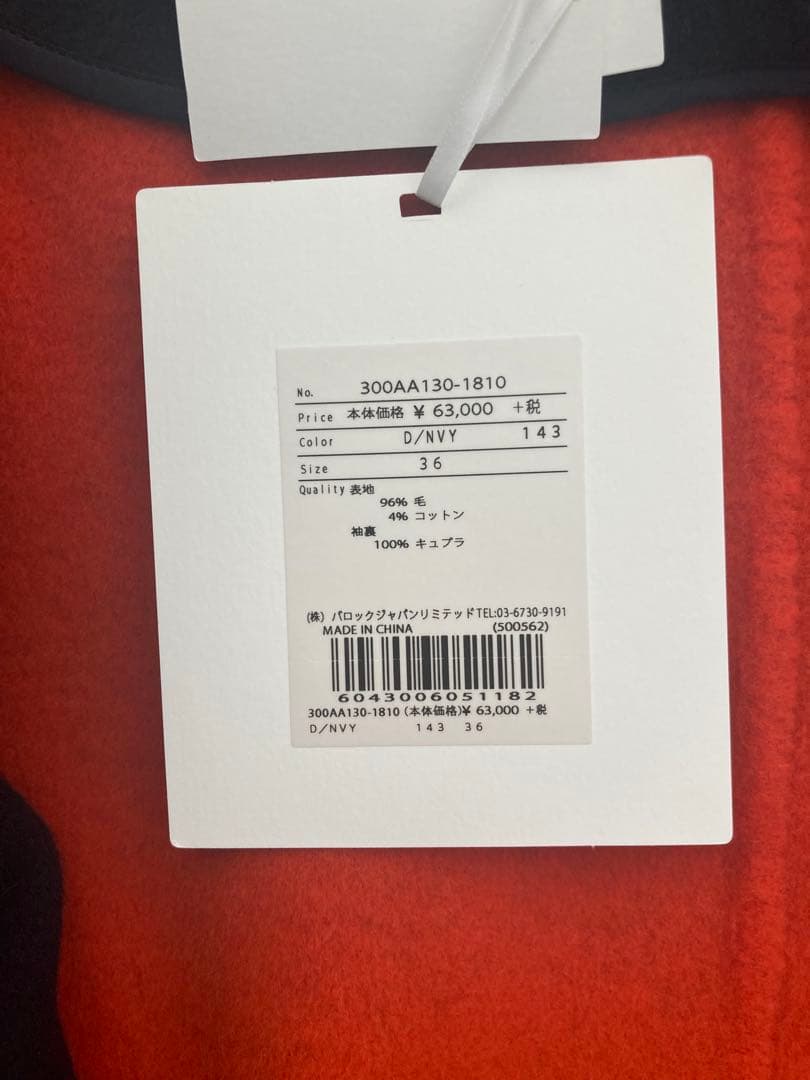 No. 300AA130-1810
Price 本体価格 ¥ 63,000 +税
Color D/NVY 143
Size 36
Quality 表地
96% 毛
4% コットン
袖裏
100% キュプラ
(株) バロックジャパンリミテッドTEL:03-6730-9191
MADE IN CHINA (500562)
6043006051182
300AA130-1810 (本体価格)¥ 63,000 +税
D/NVY 143 36